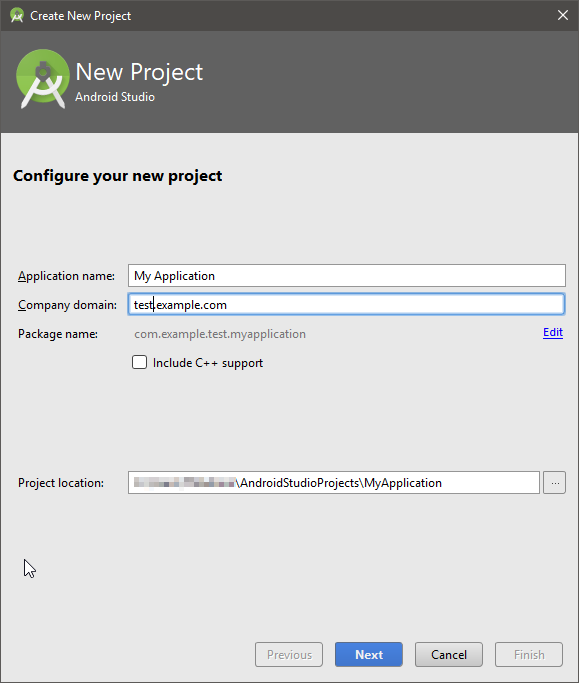 Create New Project
New Project
Android Studio
Configure your new project
Application name: My Application
Company domain: test.example.com
Package name: com.example.test.myapplication Edit
Include C++ support
Project location: \AndroidStudioProjects\MyApplication ...
Previous Next Cancel Finish